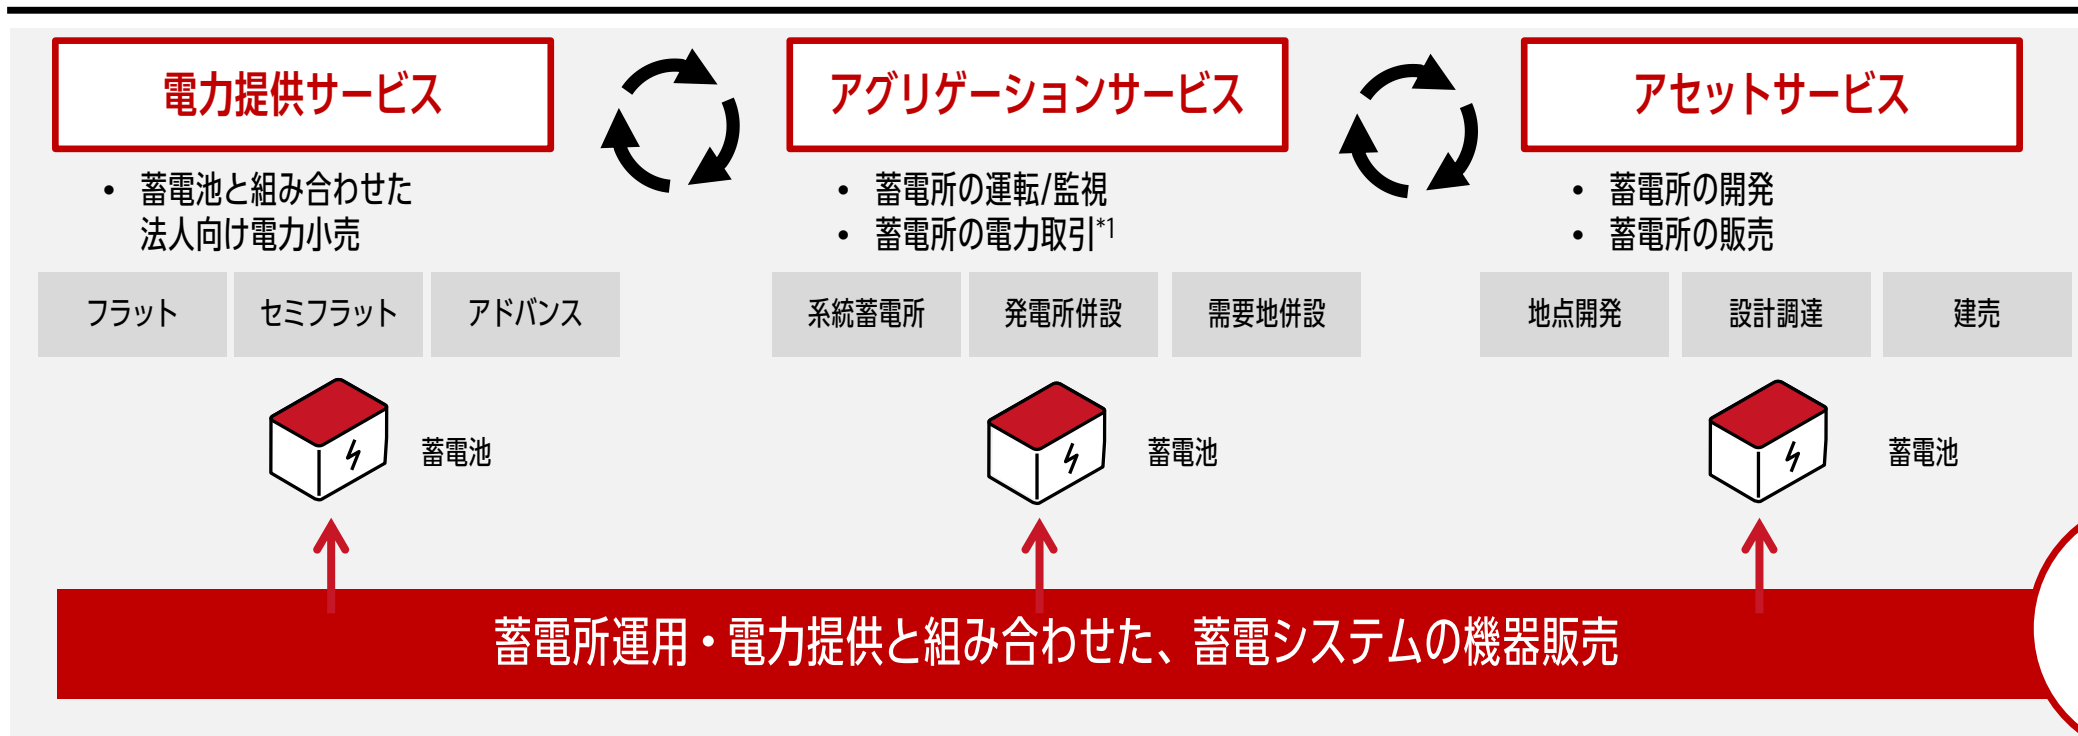 電力提供サービス
アグリゲーションサービス
アセットサービス
• 蓄電池と組み合わせた
法人向け電力小売
• 蓄電所の運転/監視
• 蓄電所の電力取引*1
• 蓄電所の開発
• 蓄電所の販売
フラット
セミフラット
アドバンス
系統蓄電所
発電所併設
需要地併設
地点開発
設計調達
建売
蓄電池
蓄電池
蓄電池
蓄電所運用・電力提供と組み合わせた、蓄電システムの機器販売